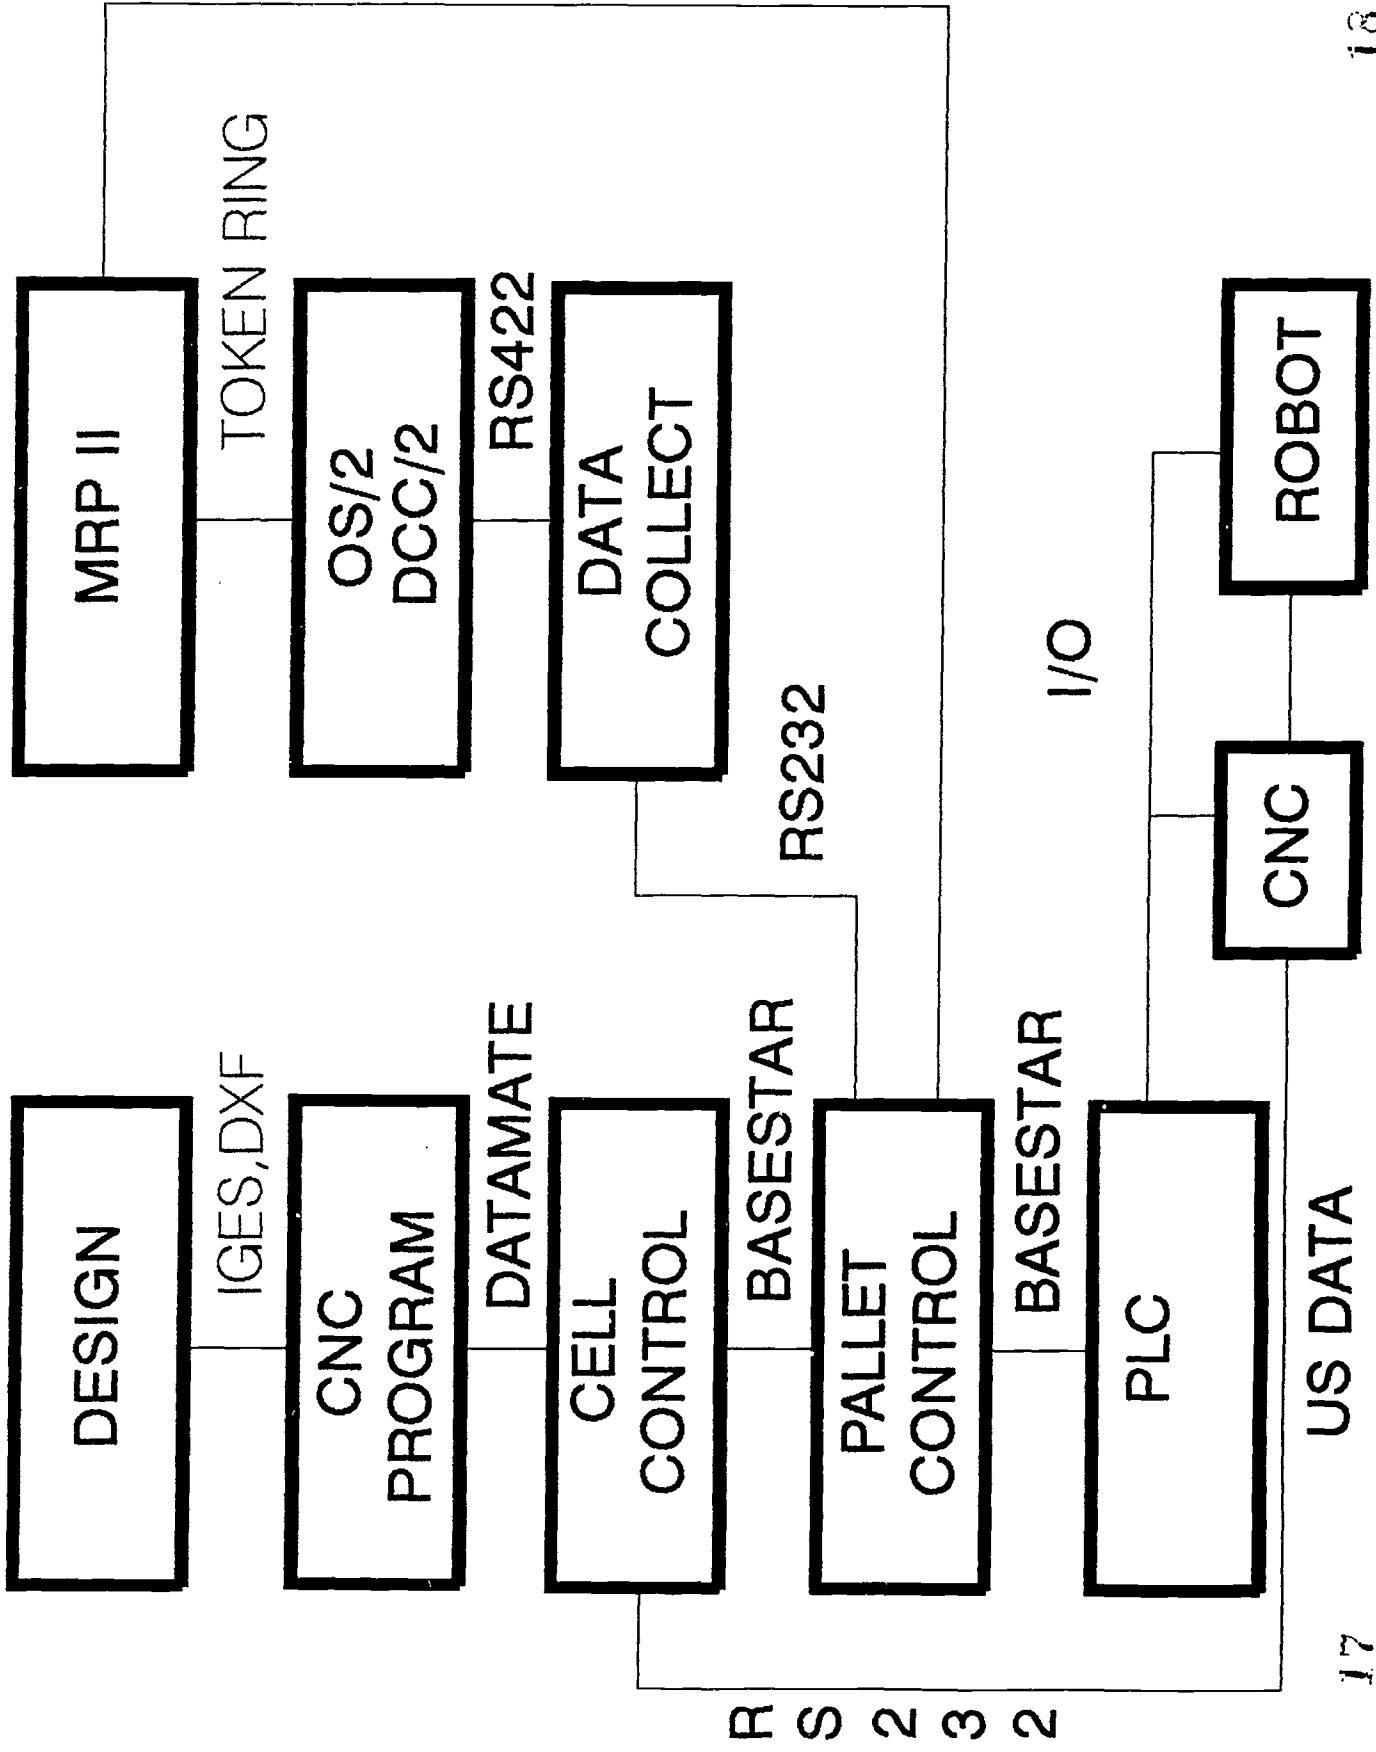 DESIGN
IGES,DXF
CNC
PROGRAM
DATAMATE
CELL
CONTROL
BASESTAR
PALLET
CONTROL
BASESTAR
PLC
US DATA
R
S
2
3
2
MRP II
TOKEN RING
OS/2
DCC/2
RS422
DATA
COLLECT
RS232
I/O
CNC
ROBOT
17
18